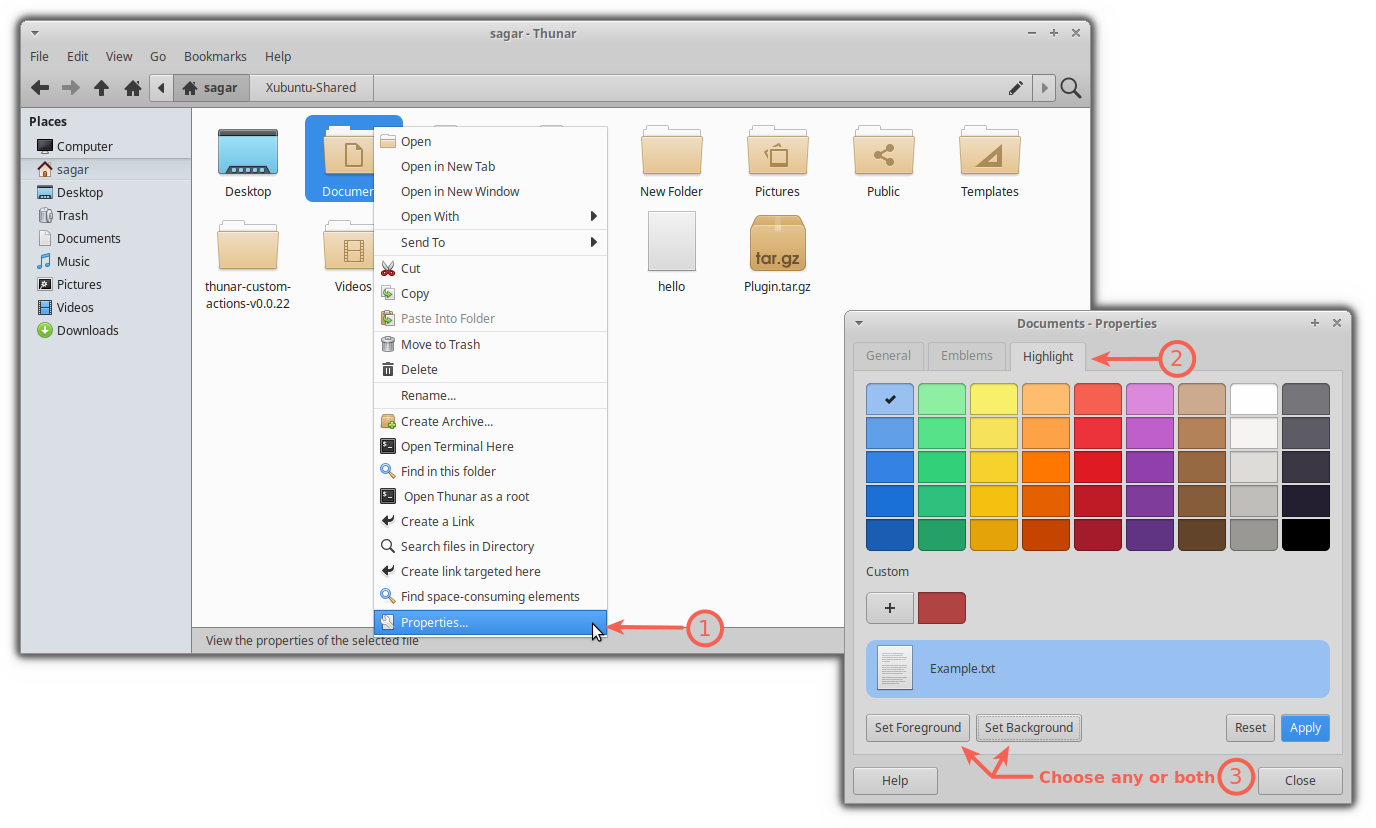 sagar - Thunar
File Edit View Go Bookmarks Help
sagar Xubuntu-Shared
Places
Computer
sagar
Desktop
Trash
Documents
Music
Pictures
Videos
Downloads
Desktop
Documen
New Folder
Pictures
Public
Templates
thunar-custom-
actions-v0.0.22
Videos
hello
tar.gz
Plugin.tar.gz
Open
Open in New Tab
Open in New Window
Open With
Send To
Cut
Copy
Paste Into Folder
Move to Trash
Delete
Rename...
Create Archive...
Open Terminal Here
Find in this folder
Open Thunar as a root
Create a Link
Search files in Directory
Create link targeted here
Find space-consuming elements
Properties...
1
View the properties of the selected file
Documents - Properties
General Emblems Highlight
2
Custom
Example.txt
Set Foreground Set Background Reset Apply
Choose any or both 3
Help Close